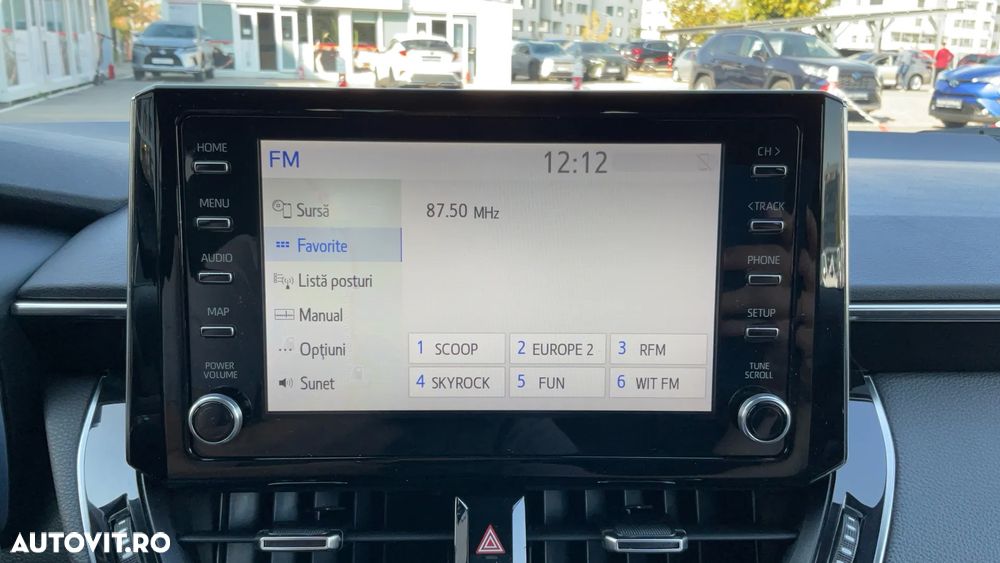 HOME
MENU
AUDIO
MAP
POWER
VOLUME
FM 12:12
Sursă
87.50 MHz
Favorite
Listă posturi
Manual
Opțiuni
Sunet
1 SCOOP 2 EUROPE 2 3 RFM
4 SKYROCK 5 FUN 6 WIT FM
CH >
< TRACK
PHONE
SETUP
TUNE
SCROLL
AUTOVIT.RO